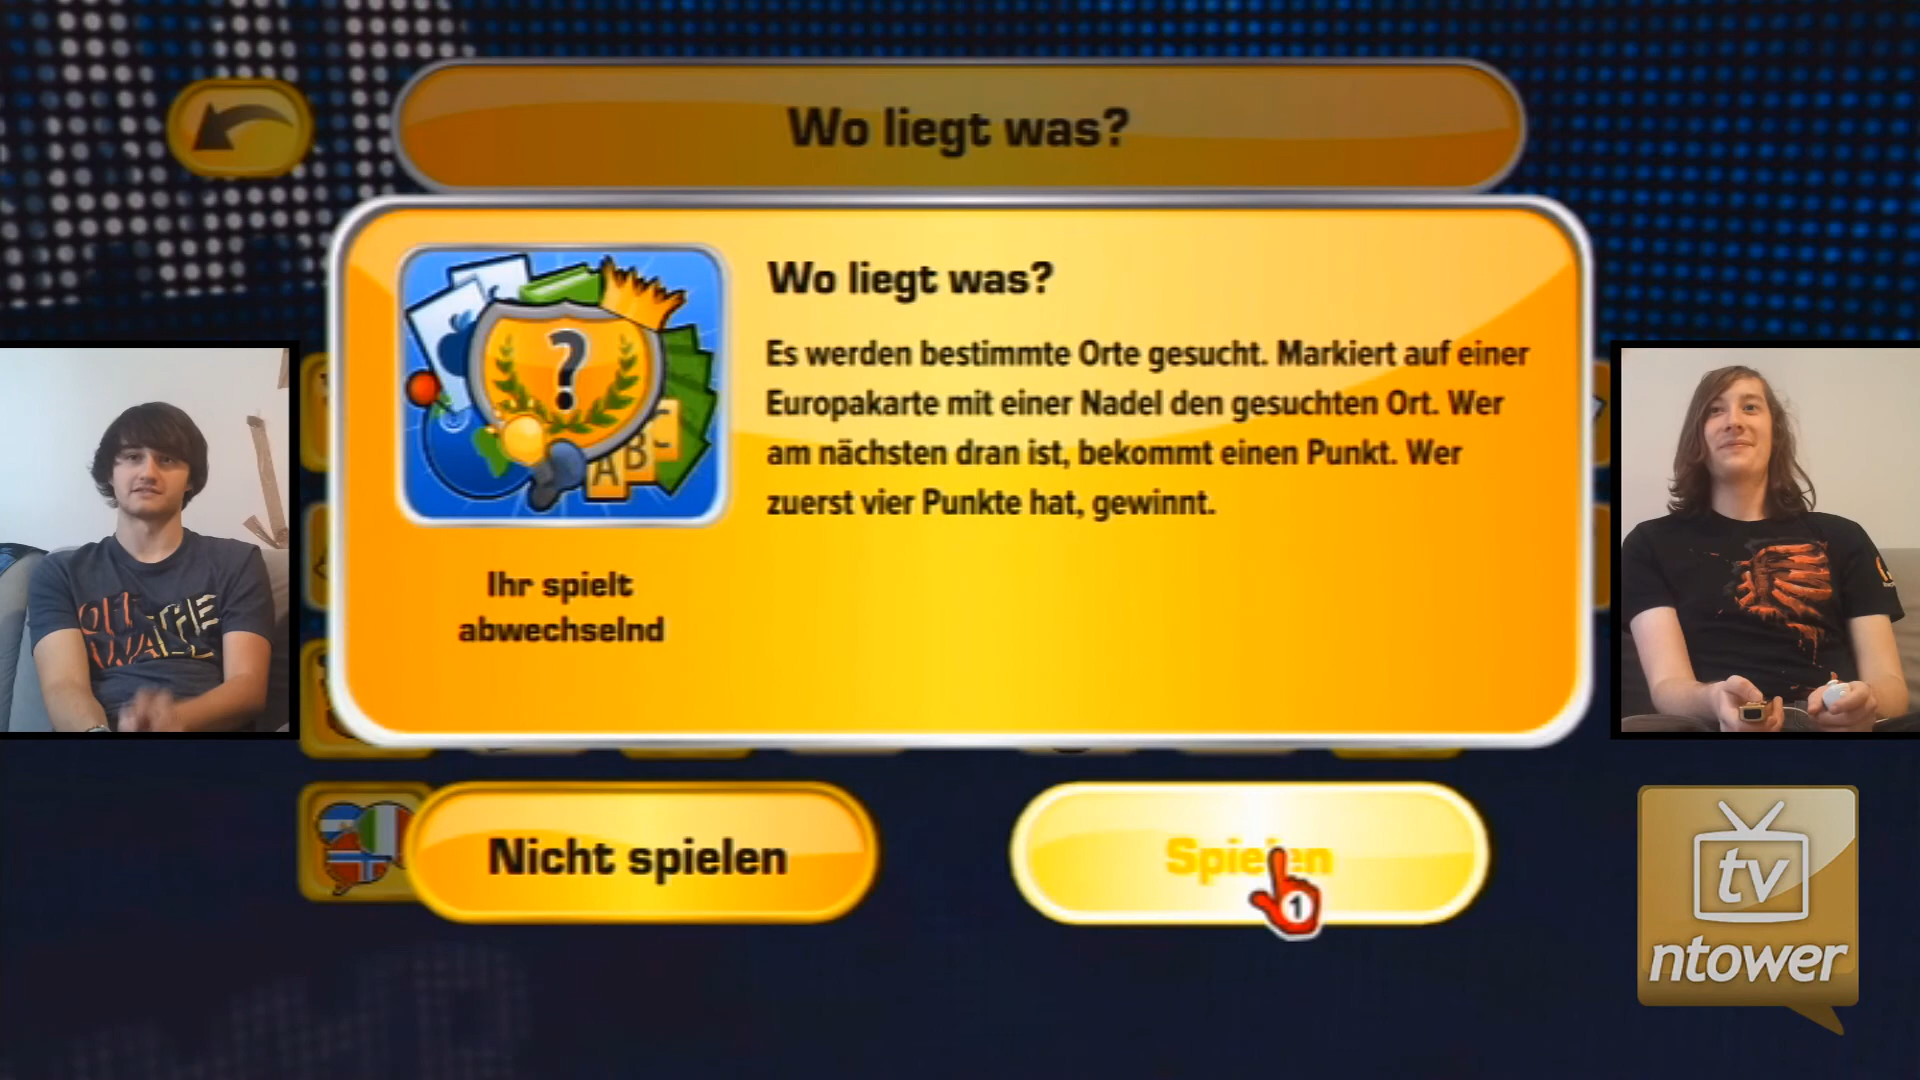 Wo liegt was?
Wo liegt was?
Es werden bestimmte Orte gesucht. Markiert auf einer
Europakarte mit einer Nadel den gesuchten Ort. Wer
am nächsten dran ist, bekommt einen Punkt. Wer
zuerst vier Punkte hat, gewinnt.
?
ABC
Ihr spielt
abwechselnd
Nicht spielen
Spielen
1
tv
ntower